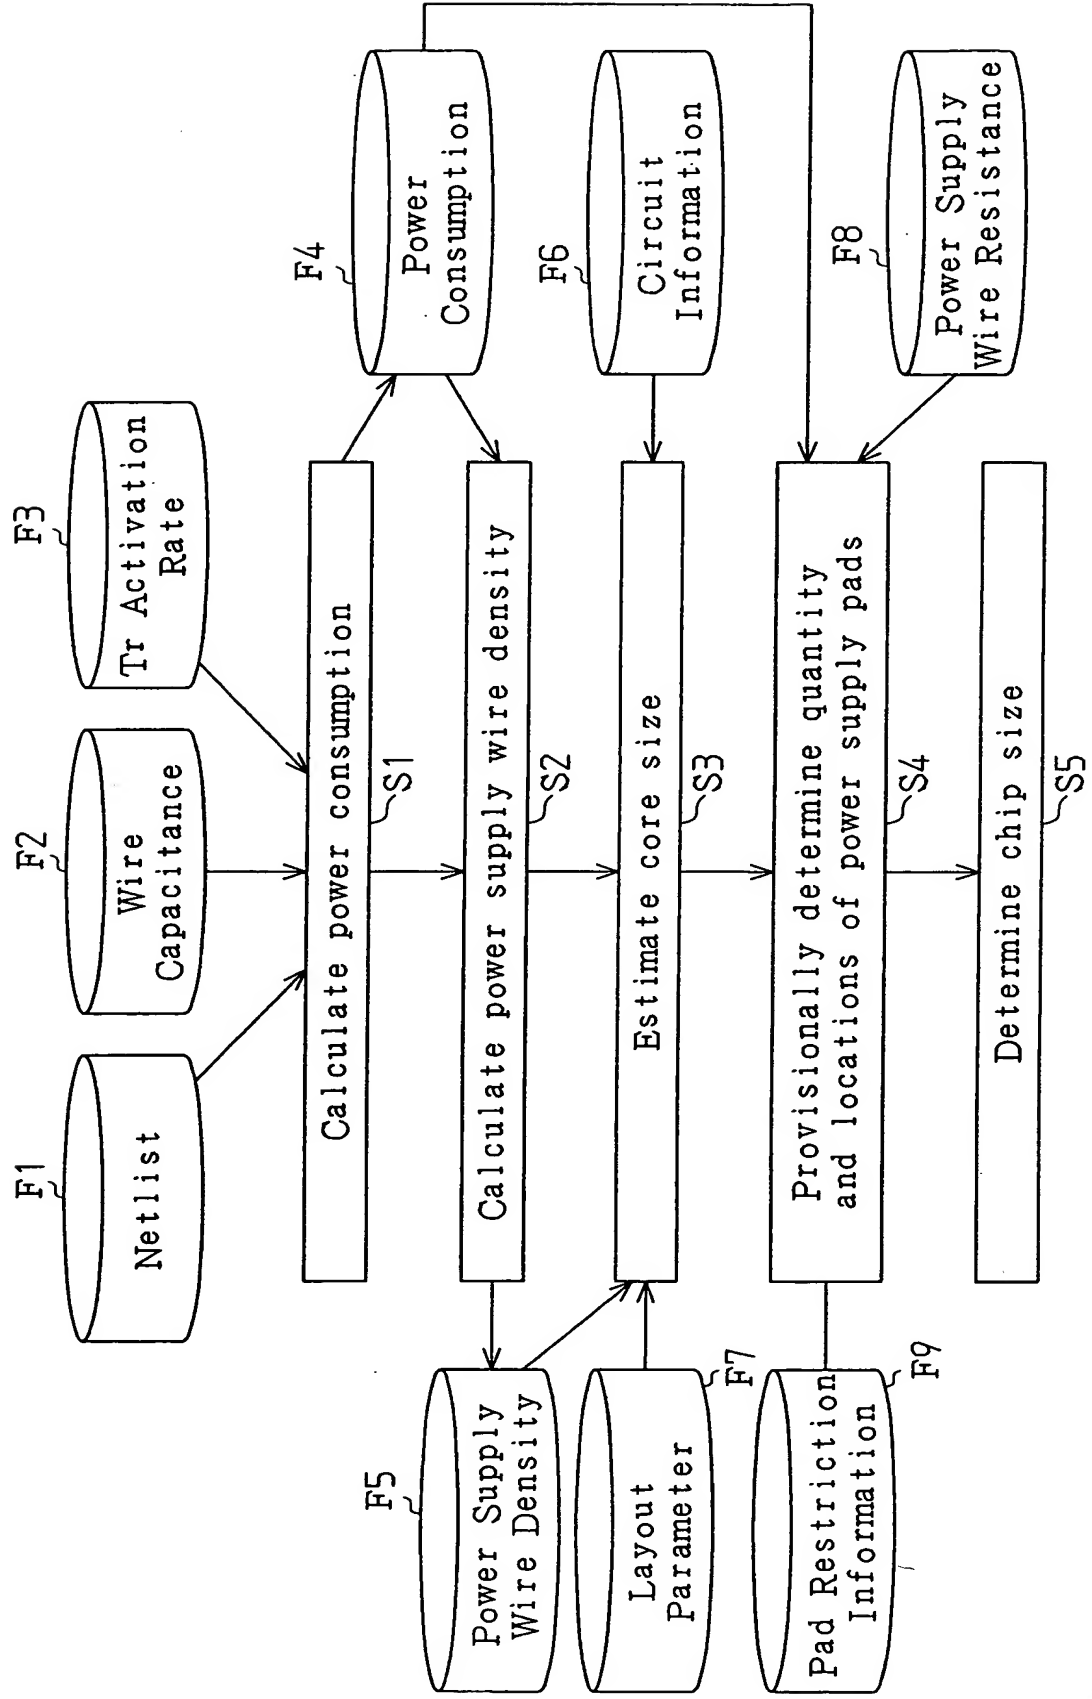 F1
Netlist
F2
Wire
Capacitance
F3
Tr Activation
Rate
Calculate power consumption
S1
F4
Power
Consumption
Calculate power supply wire density
S2
F5
Power Supply
Wire Density
F6
Circuit
Information
Estimate core size
S3
Layout
Parameter
F7
F8
Power Supply
Wire Resistance
Provisionally determine quantity
and locations of power supply pads
S4
Pad Restriction
Information
F9
Determine chip size
S5